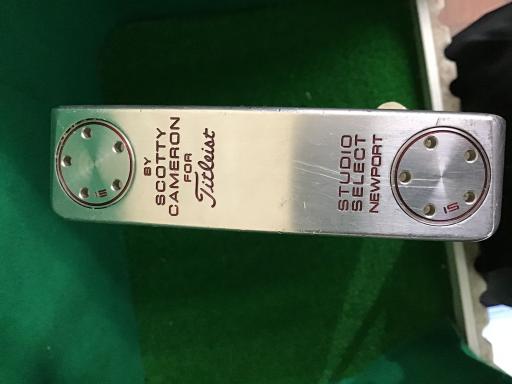 BY
SCOTTY
CAMERON
FOR
Titleist
STUDIO
SELECT
NEWPORT
15
15